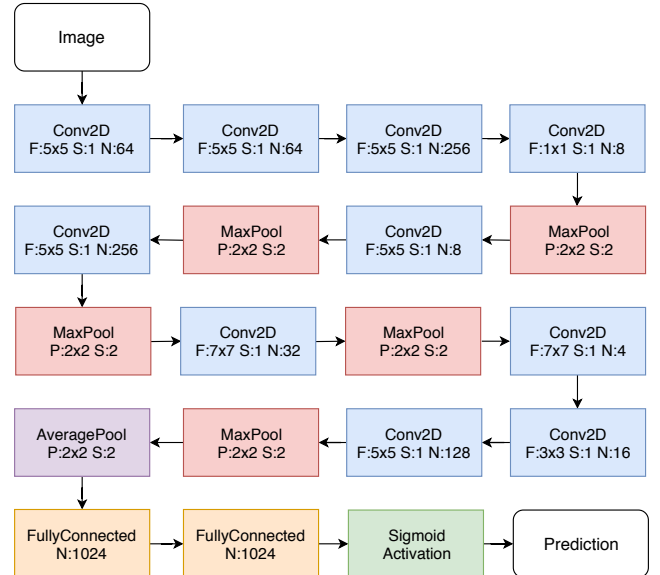 Image
Conv2D
F:5x5 S:1 N:64
Conv2D
F:5x5 S:1 N:64
Conv2D
F:5x5 S:1 N:256
Conv2D
F:1x1 S:1 N:8
MaxPool
P:2x2 S:2
Conv2D
F:5x5 S:1 N:8
MaxPool
P:2x2 S:2
Conv2D
F:5x5 S:1 N:256
MaxPool
P:2x2 S:2
Conv2D
F:7x7 S:1 N:32
MaxPool
P:2x2 S:2
Conv2D
F:7x7 S:1 N:4
Conv2D
F:3x3 S:1 N:16
Conv2D
F:5x5 S:1 N:128
MaxPool
P:2x2 S:2
AveragePool
P:2x2 S:2
FullyConnected
N:1024
FullyConnected
N:1024
Sigmoid
Activation
Prediction